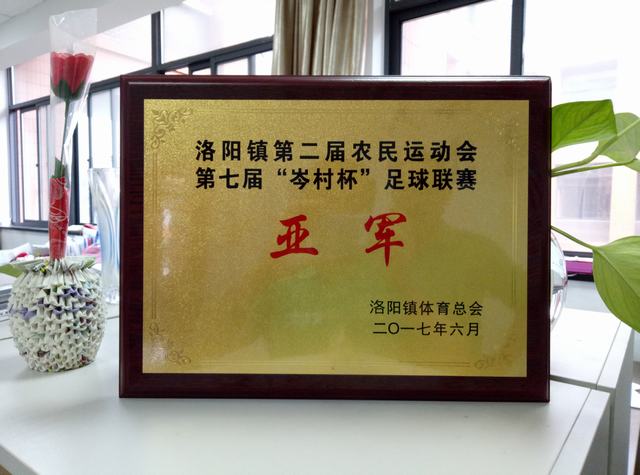 洛阳镇第二届农民运动会
第七届“岑村杯”足球联赛
亚军
洛阳镇体育总会
二〇一七年六月